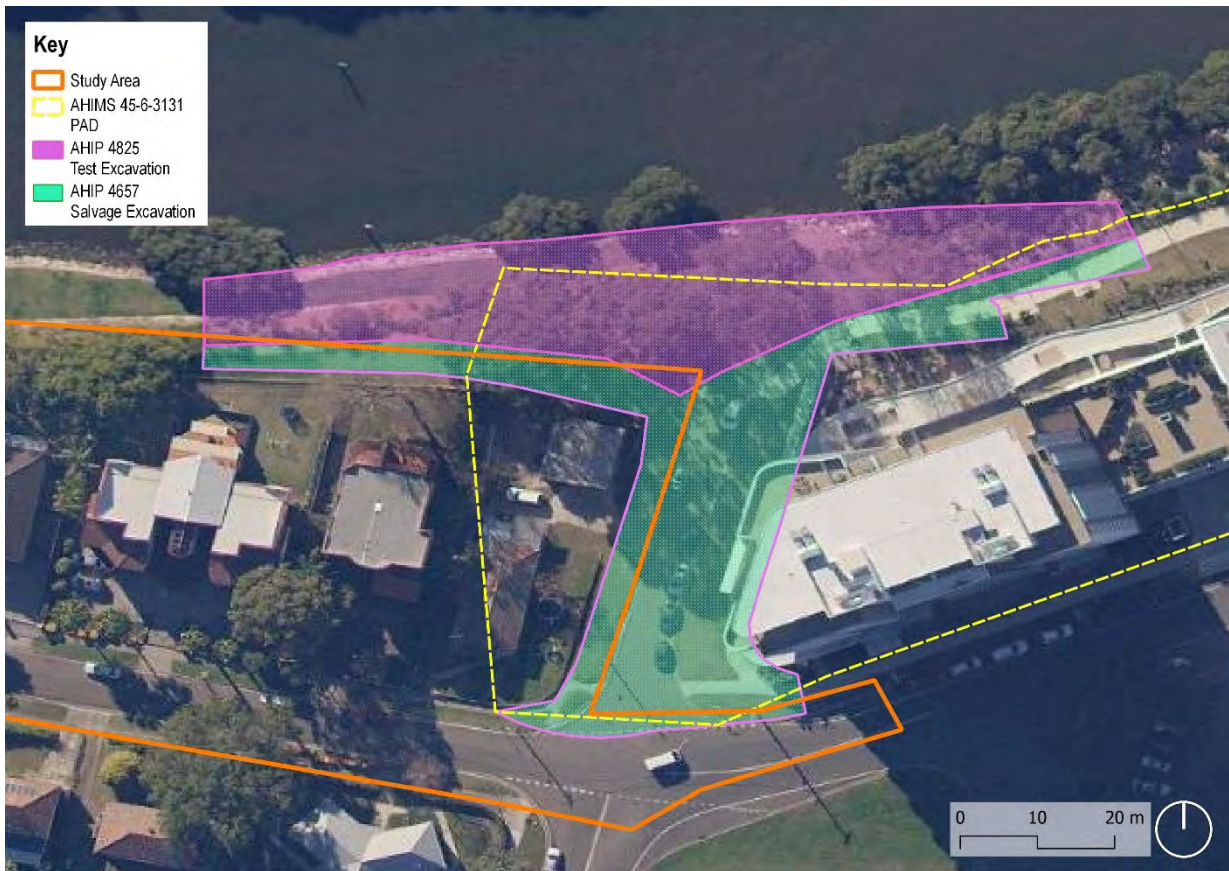 Key
Study Area
AHIMS 45-6-3131
PAD
AHIP 4825
Test Excavation
AHIP 4657
Salvage Excavation
0 10 20 m